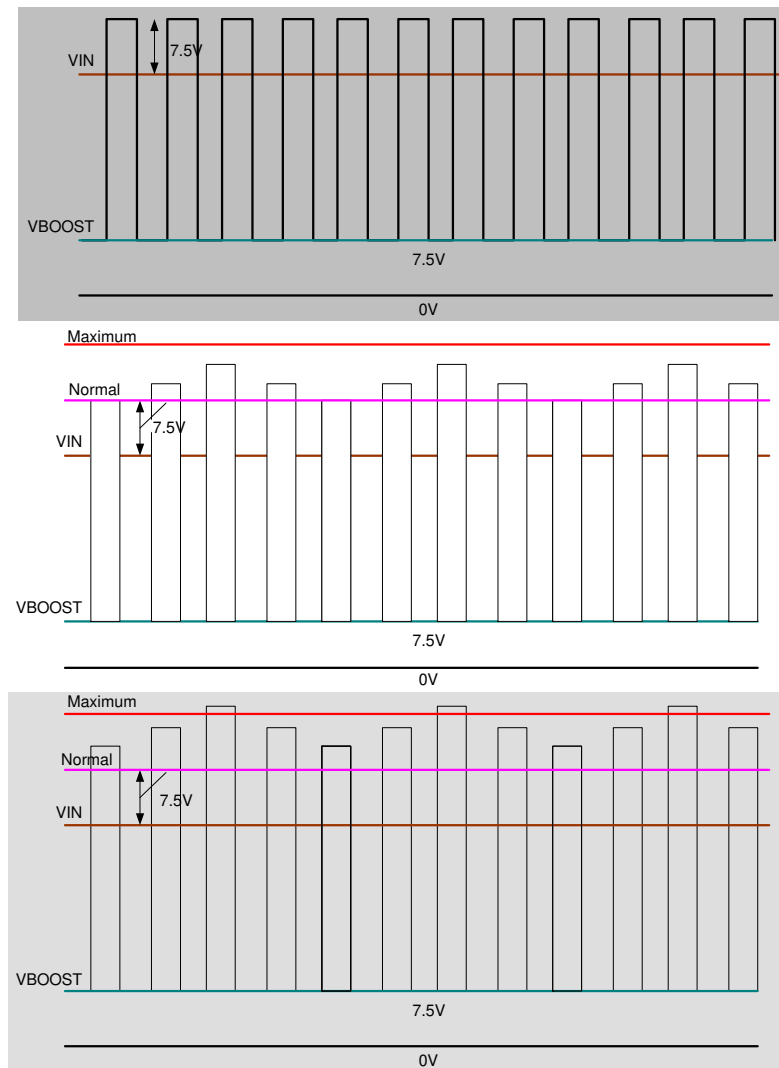 7.5V
VIN
VBOOST
7.5V
0V
Maximum
Normal
7.5V
VIN
VBOOST
7.5V
0V
Maximum
Normal
7.5V
VIN
VBOOST
7.5V
0V